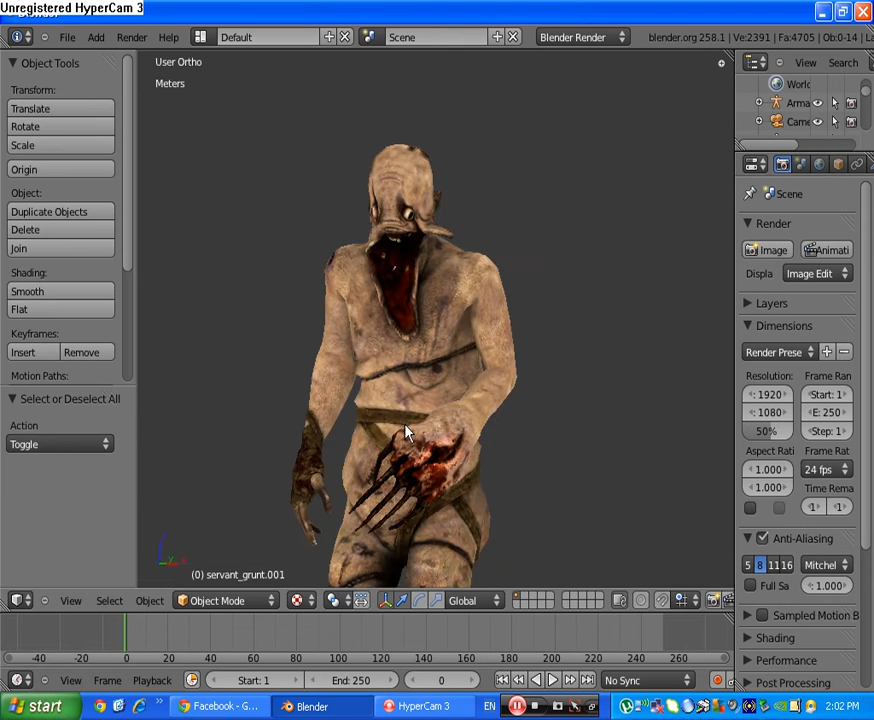 Unregistered HyperCam 3
File Add Render Help Default Scene Blender Render blender.org 258.1 | Ve:2391 | Fa:4705 | Ob:0-14 | La
Object Tools
Transform:
Translate
Rotate
Scale
Origin
Object:
Duplicate Objects
Delete
Join
Shading:
Smooth
Flat
Keyframes:
Insert Remove
Motion Paths:
Select or Deselect All
Action
Toggle
User Ortho
Meters
(0) servant_grunt.001
View Search
World
Arma
Came
Scene
Render
Image Animati
Displa Image Edit
Layers
Dimensions
Render Prese
Resolution: Frame Ran
: 1920 Start: 1
: 1080 E: 250
50% Step: 1
Aspect Rati Frame Rat
1.000 24 fps
1.000 Time Rema
Anti-Aliasing
5 8 11 16 Mitchel
Full Sa : 1.000
Sampled Motion B
Shading
Performance
Post Processing
View Select Object Object Mode Global
-40 -20 0 20 40 60 80 100 120 140 160 180 200 220 240 260
View Frame Playback Start: 1 End: 250 0 No Sync
start Facebook - G... Blender HyperCam 3 EN 2:02 PM